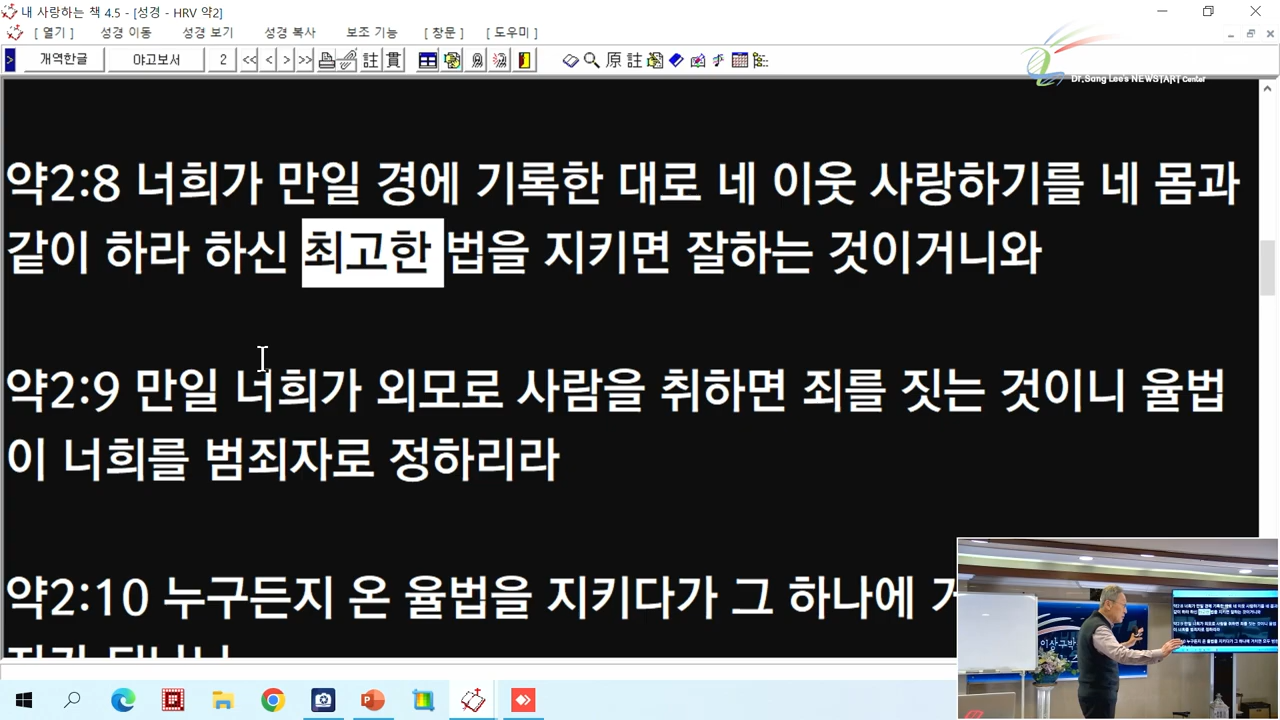 내 사랑하는 책 4.5 - [성경 - HRV 약2]
[ 열기 ] 성경 이동 성경 보기 성경 복사 보조 기능 [ 창문 ] [ 도우미 ]
> 개역한글 야고보서 2 << < > >> 註 貫 原 註
Dr.Sang Lee's NEWSTART Center
약2:8 너희가 만일 경에 기록한 대로 네 이웃 사랑하기를 네 몸과
같이 하라 하신 최고한 법을 지키면 잘하는 것이거니와
약2:9 만일 너희가 외모로 사람을 취하면 죄를 짓는 것이니 율법
이 너희를 범죄자로 정하리라
약2:10 누구든지 온 율법을 지키다가 그 하나에
이상구박